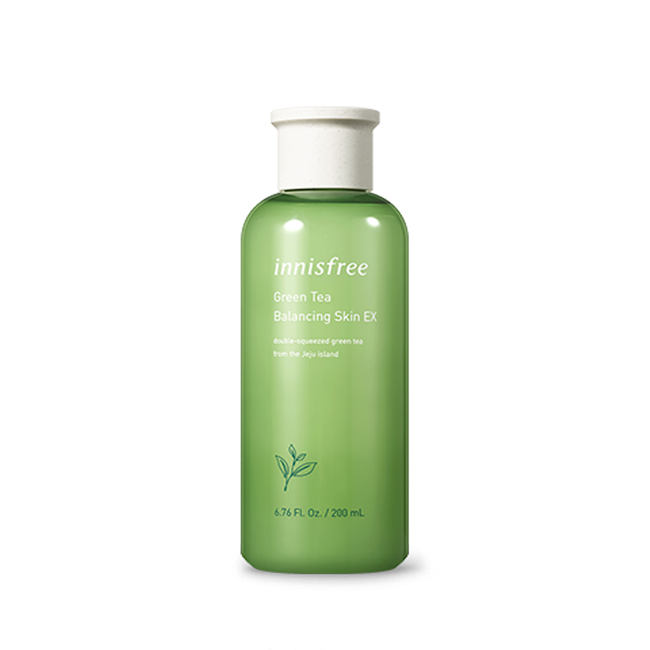 innisfree
Green Tea
Balancing Skin EX
double-squeezed green tea
from the Jeju island
6.76 Fl. Oz. / 200 mL